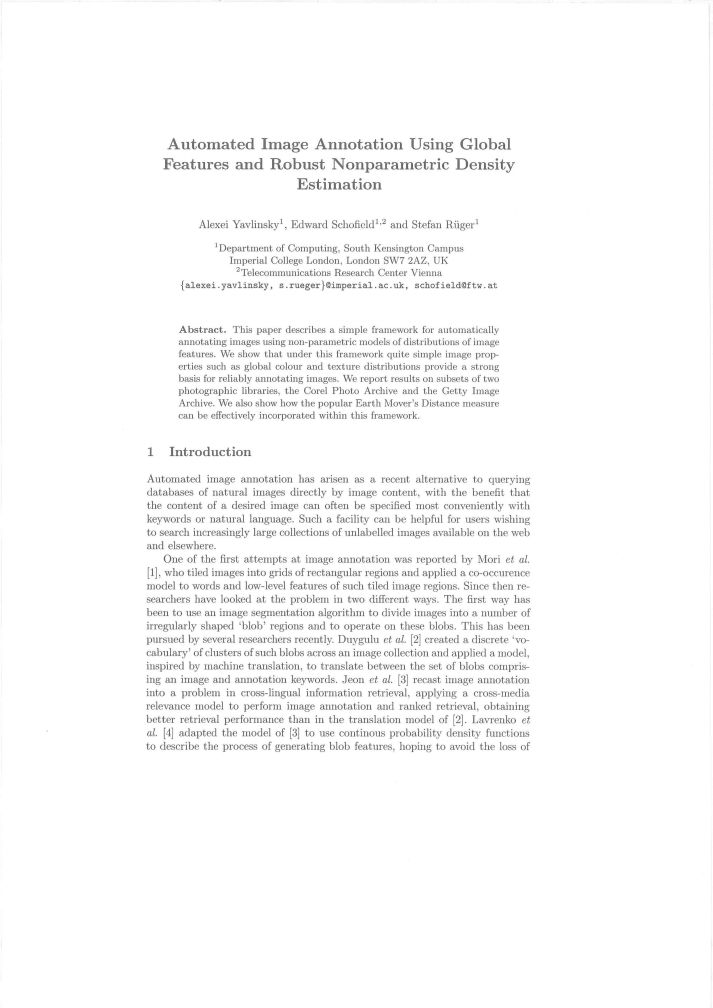 Automated Image Annotation Using Global
Features and Robust Nonparametric Density
Estimation
Alexei Yavlinsky1, Edward Schofield1,2 and Stefan Rüger1
1Department of Computing, South Kensington Campus
Imperial College London, London SW7 2AZ, UK
2Telecommunications Research Center Vienna
{alexei.yavlinsky, s.rueger}@imperial.ac.uk, schofield@ftw.at
Abstract. This paper describes a simple framework for automatically
annotating images using non-parametric models of distributions of image
features. We show that under this framework quite simple image prop-
erties such as global colour and texture distributions provide a strong
basis for reliably annotating images. We report results on subsets of two
photographic libraries, the Corel Photo Archive and the Getty Image
Archive. We also show how the popular Earth Mover's Distance measure
can be effectively incorporated within this framework.
1 Introduction
Automated image annotation has arisen as a recent alternative to querying
databases of natural images directly by image content, with the benefit that
the content of a desired image can often be specified most conveniently with
keywords or natural language. Such a facility can be helpful for users wishing
to search increasingly large collections of unlabelled images available on the web
and elsewhere.
One of the first attempts at image annotation was reported by Mori et al.
[1], who tiled images into grids of rectangular regions and applied a co-occurence
model to words and low-level features of such tiled image regions. Since then re-
searchers have looked at the problem in two different ways. The first way has
been to use an image segmentation algorithm to divide images into a number of
irregularly shaped 'blob' regions and to operate on these blobs. This has been
pursued by several researchers recently. Duygulu et al. [2] created a discrete 'vo-
cabulary' of clusters of such blobs across an image collection and applied a model,
inspired by machine translation, to translate between the set of blobs compris-
ing an image and annotation keywords. Jeon et al. [3] recast image annotation
into a problem in cross-lingual information retrieval, applying a cross-media
relevance model to perform image annotation and ranked retrieval, obtaining
better retrieval performance than in the translation model of [2]. Lavrenko et
al. [4] adapted the model of [3] to use continous probability density functions
to describe the process of generating blob features, hoping to avoid the loss of